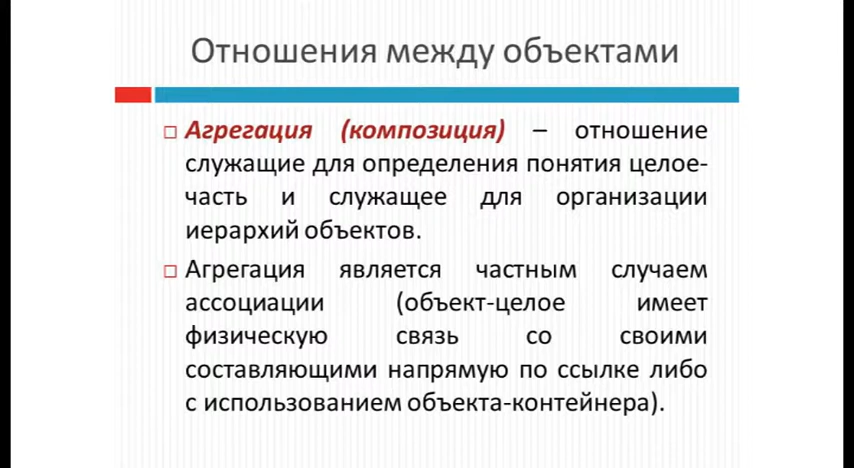 Отношения между объектами
Агрегация (композиция) – отношение
служащие для определения понятия целое-
часть и служащее для организации
иерархий объектов.
Агрегация является частным случаем
ассоциации (объект-целое имеет
физическую связь со своими
составляющими напрямую по ссылке либо
с использованием объекта-контейнера).